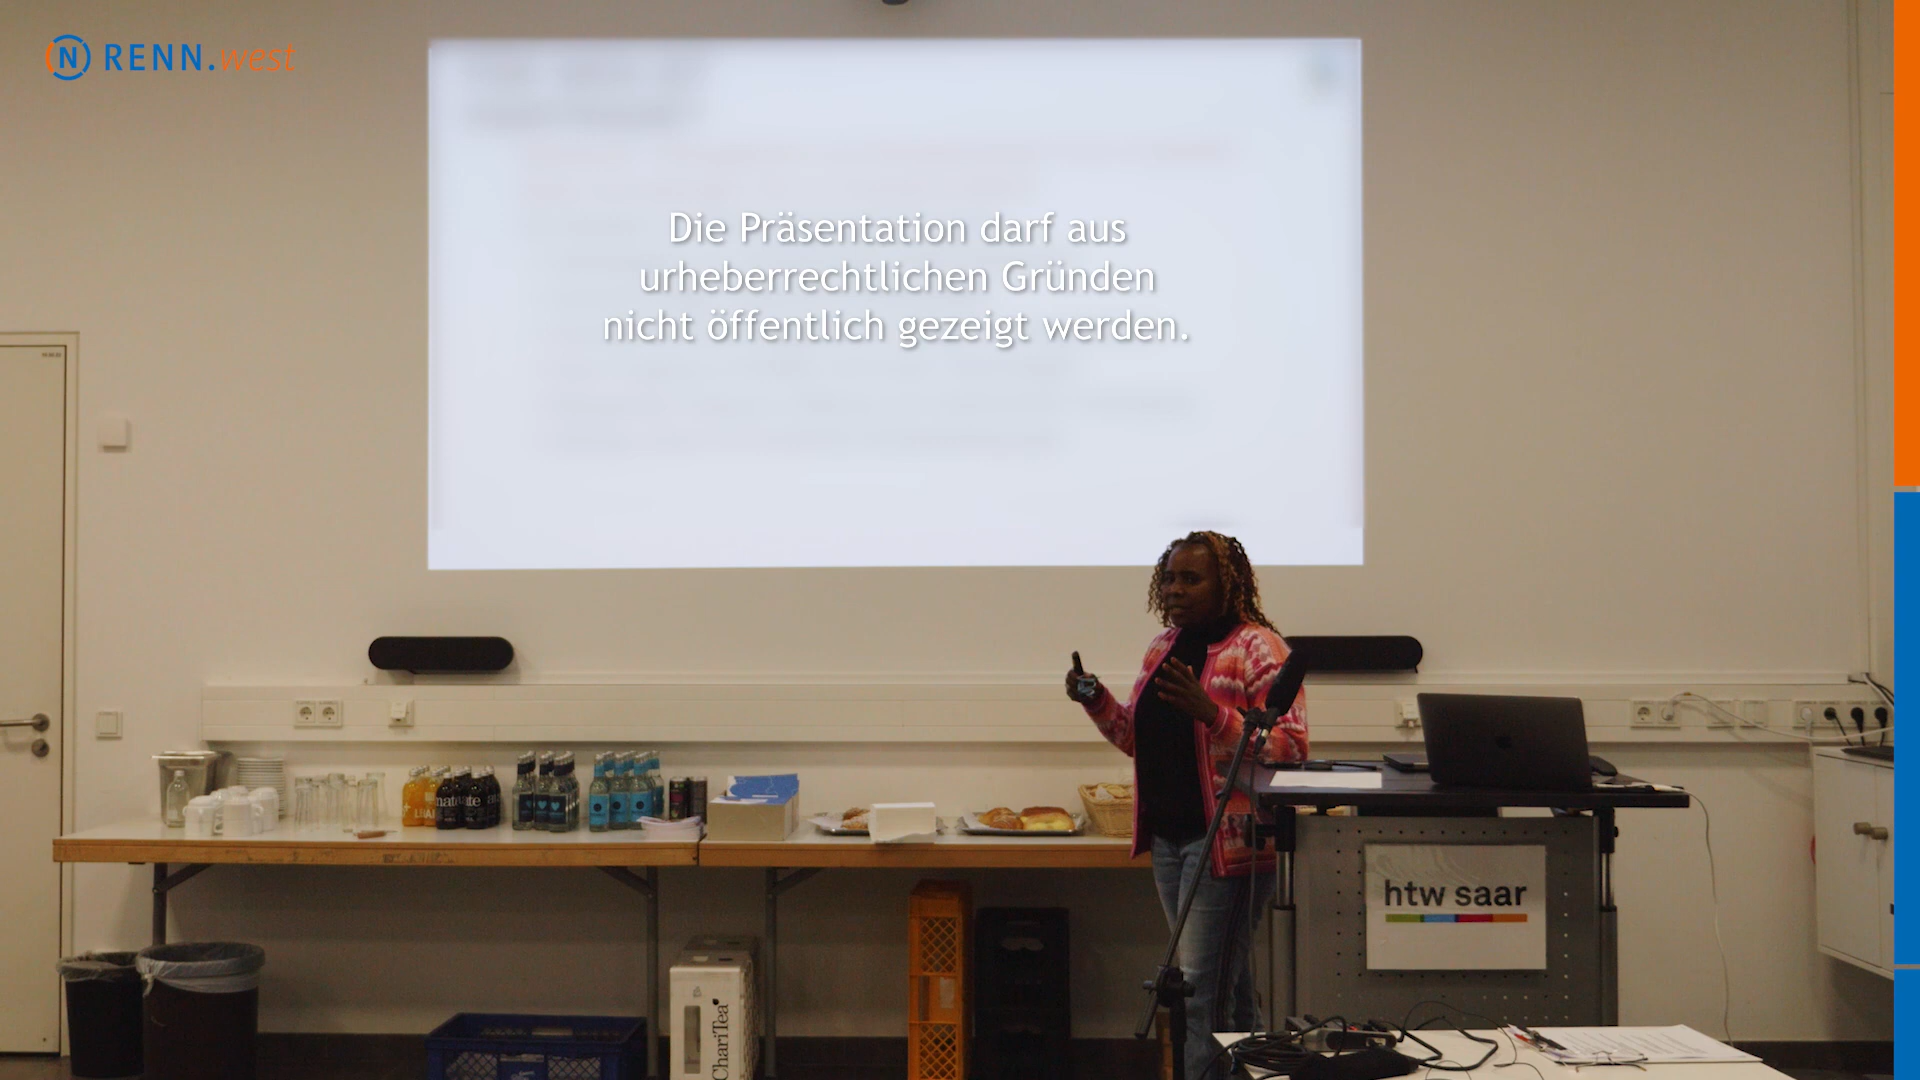 N RENN.west
Die Präsentation darf aus
urheberrechtlichen Gründen
nicht öffentlich gezeigt werden.
htw saar
ChariTea